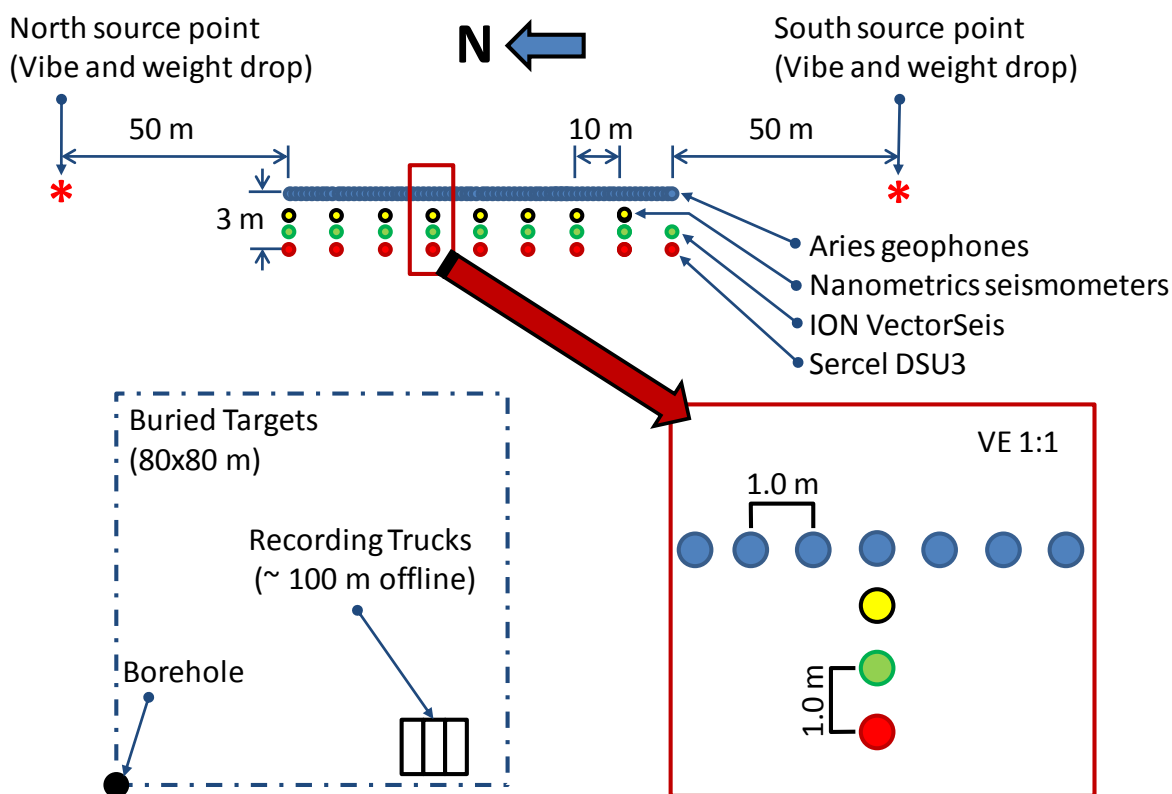 North source point
(Vibe and weight drop)
N
South source point
(Vibe and weight drop)
50 m
10 m
50 m
3 m
Aries geophones
Nanometrics seismometers
ION VectorSeis
Sercel DSU3
Buried Targets
(80x80 m)
Recording Trucks
(~ 100 m offline)
Borehole
VE 1:1
1.0 m
1.0 m